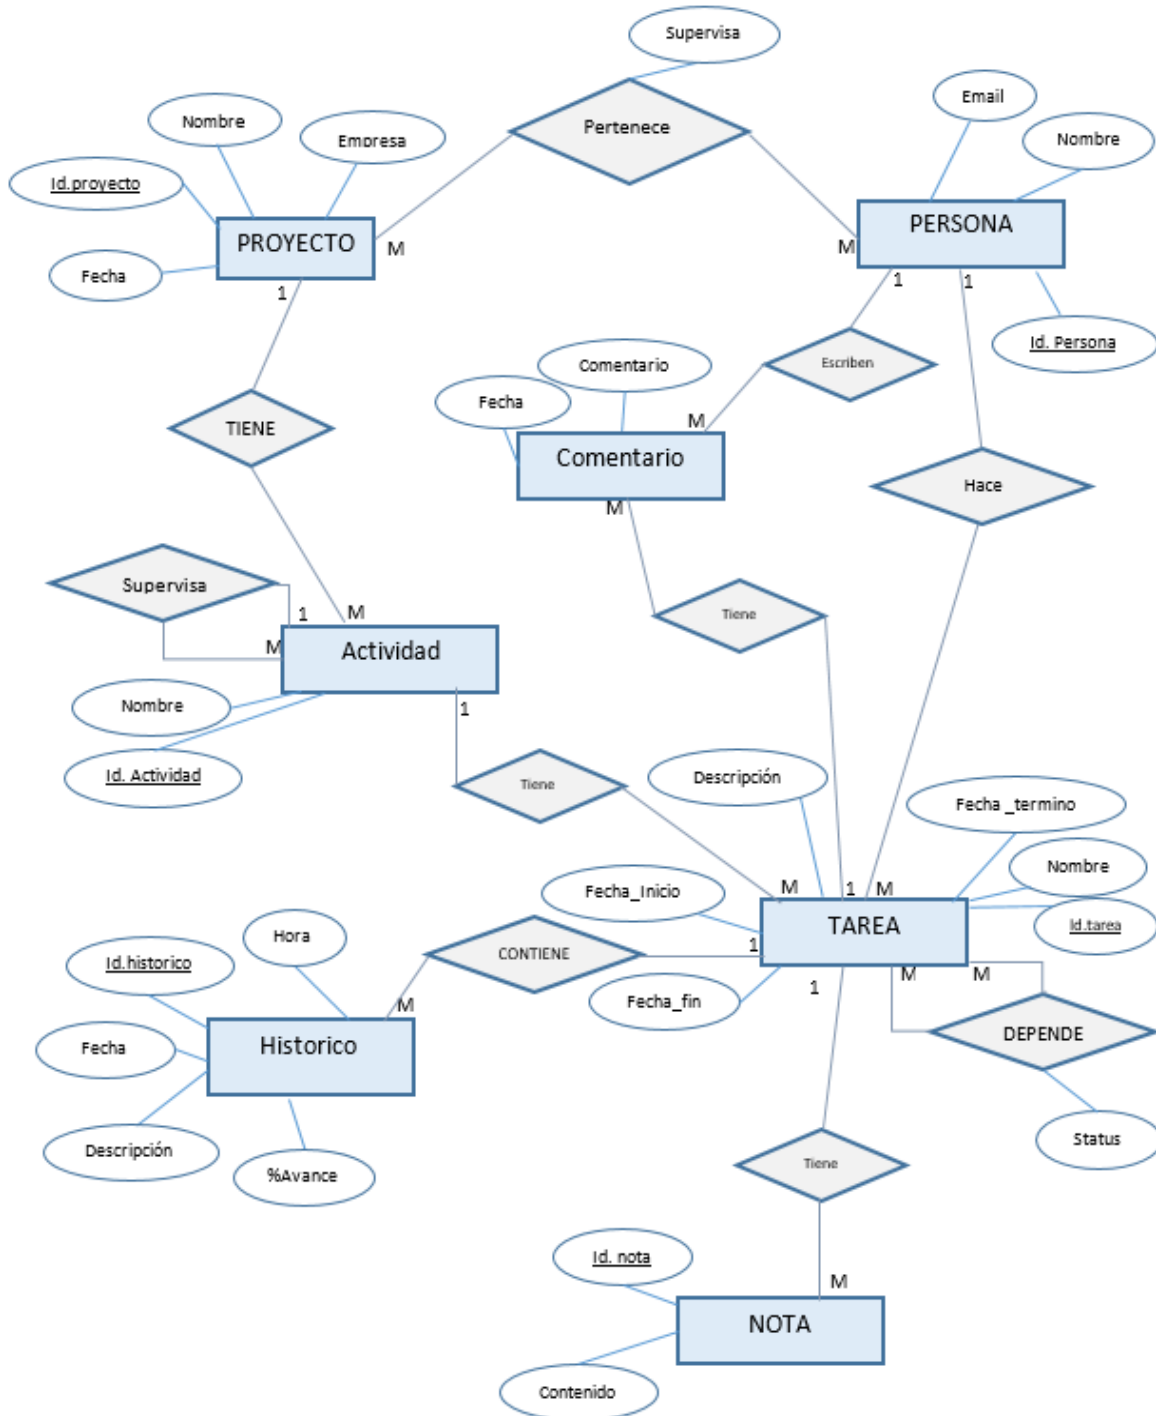 Supervisa
Nombre
Empresa
Pertenece
Email
Nombre
Id.proyecto
PROYECTO
PERSONA
Fecha
M
M
1
1
1
Id. Persona
Comentario
Escriben
Fecha
M
TIENE
Comentario
Hace
M
Supervisa
1
M
Tiene
M
Actividad
Nombre
1
Id. Actividad
Tiene
Descripción
Fecha _termino
Nombre
Fecha_Inicio
M
1
M
TAREA
Id.tarea
Hora
CONTIENE
1
Id.historico
M
M
Fecha_fin
1
M
Historico
DEPENDE
Fecha
Descripción
Status
%Avance
Tiene
Id. nota
M
NOTA
Contenido